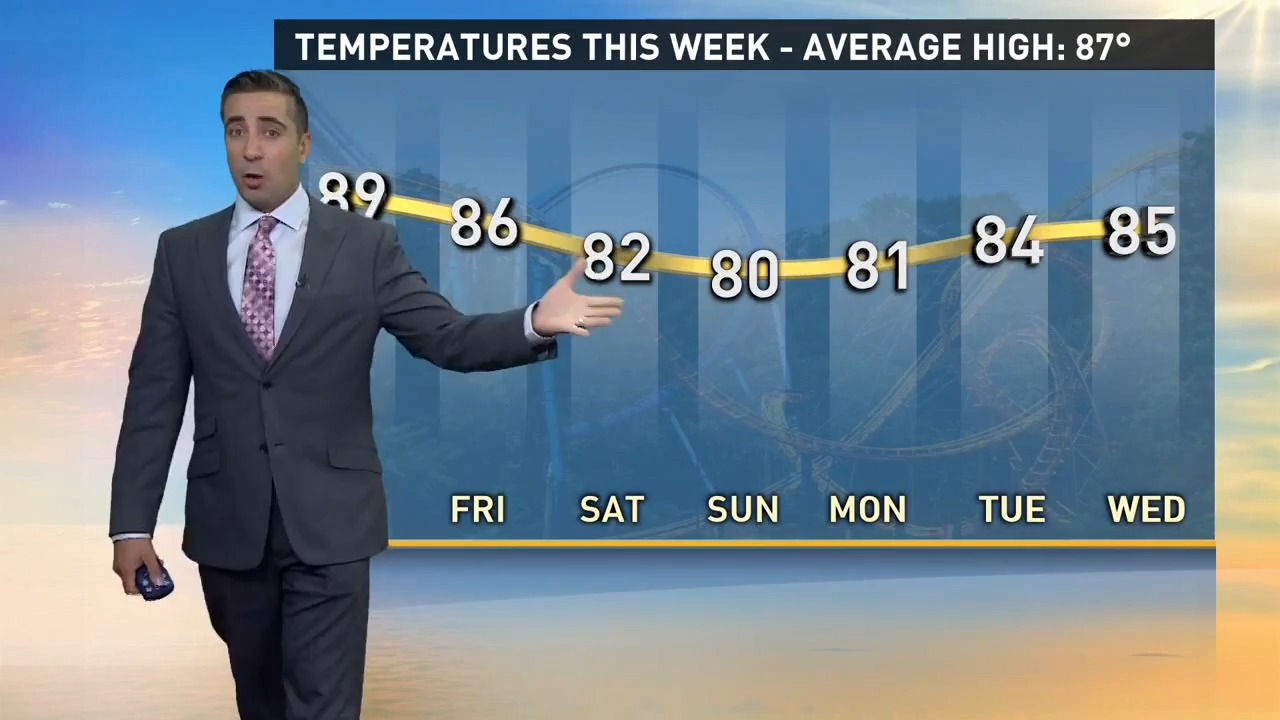 TEMPERATURES THIS WEEK - AVERAGE HIGH: 87°
89 86 82 80 81 84 85
FRI SAT SUN MON TUE WED